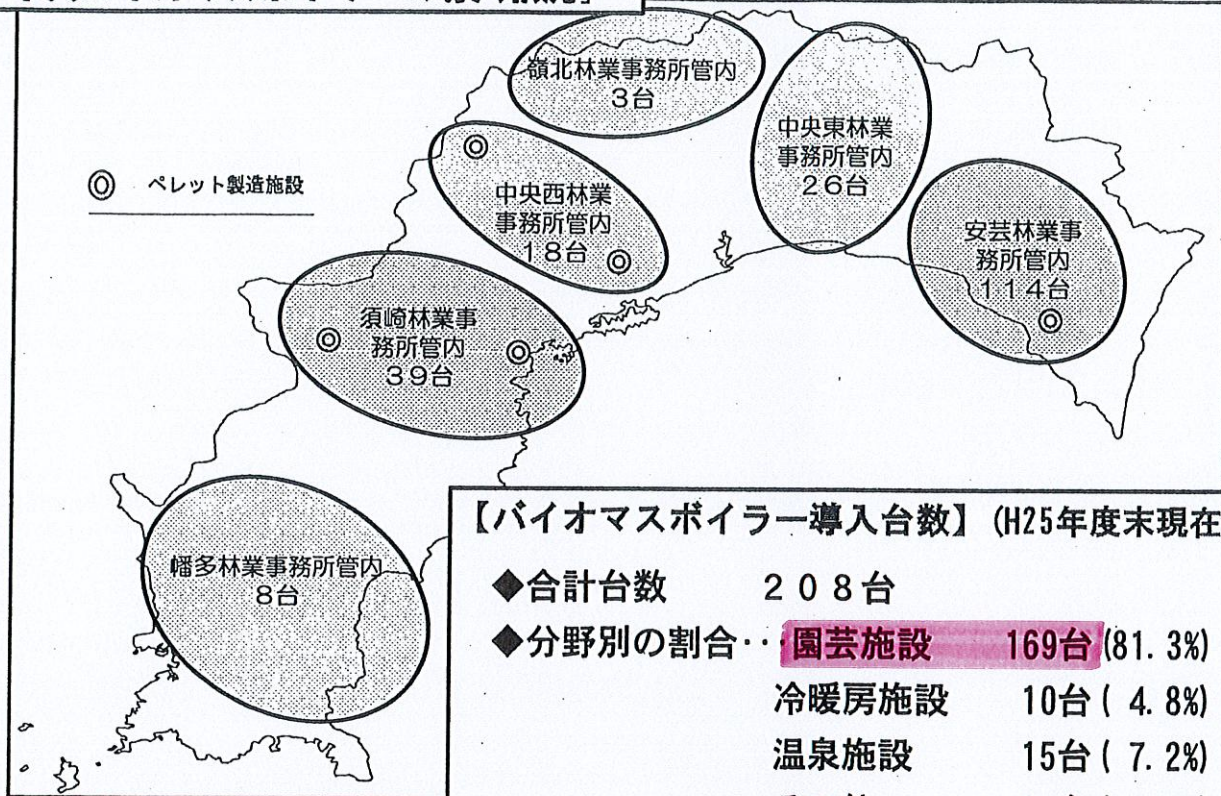 嶺北林業事務所管内
3台
中央東林業
事務所管内
26台
◎ ペレット製造施設
中央西林業
事務所管内
18台
安芸林業事
務所管内
114台
須崎林業事
務所管内
39台
幡多林業事務所管内
8台
【バイオマスボイラー導入台数】(H25年度末現在
◆合計台数 208台
◆分野別の割合・・・園芸施設 169台(81.3%)
冷暖房施設 10台( 4.8%)
温泉施設 15台( 7.2%)